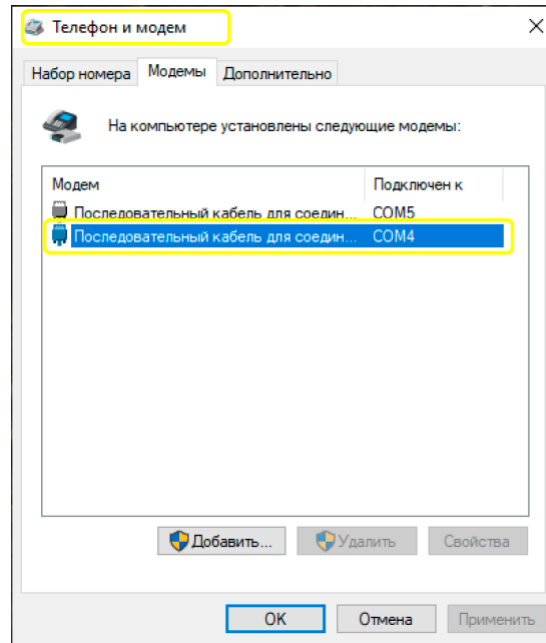 Телефон и модем
Набор номера Модемы Дополнительно
На компьютере установлены следующие модемы:
Модем Подключен к
Последовательный кабель для соедин... COM5
Последовательный кабель для соедин... COM4
Добавить... Удалить Свойства
OK Отмена Применить